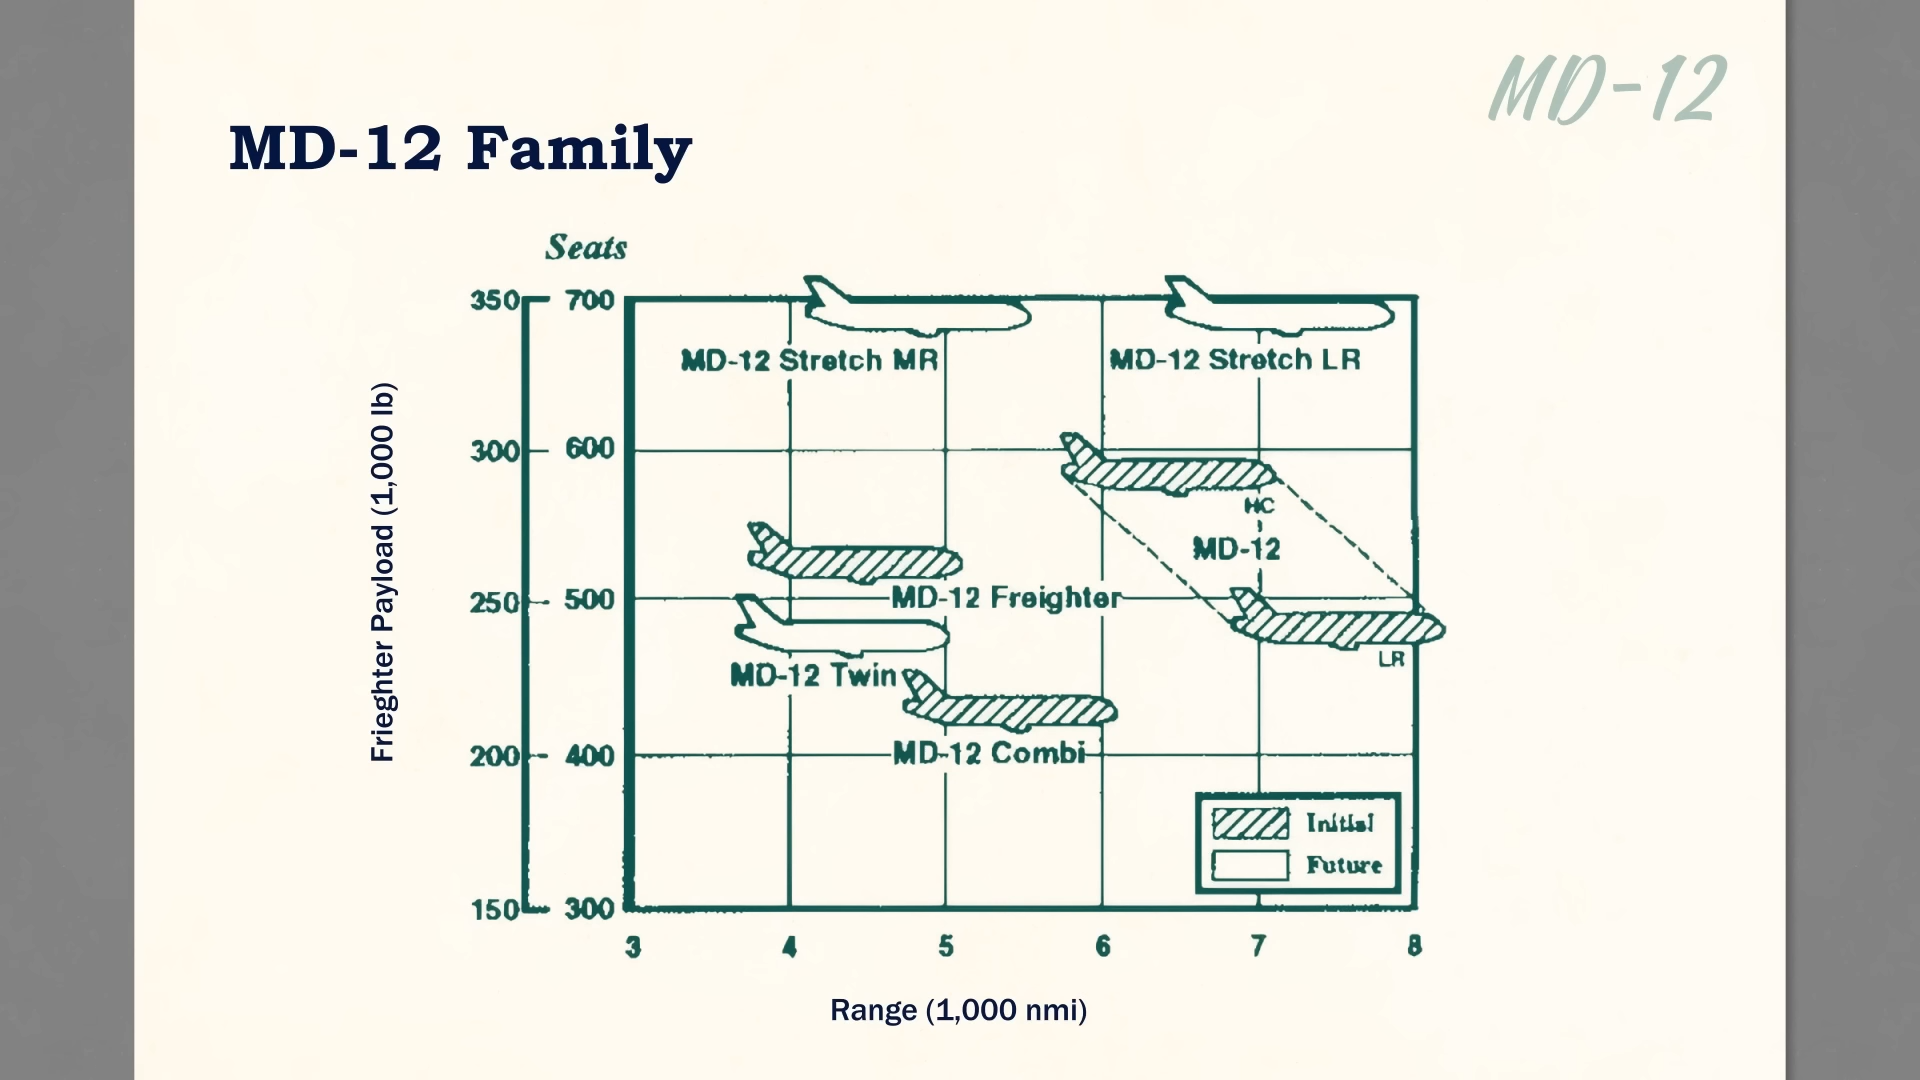 MD-12
MD-12 Family
Seats
350 700
MD-12 Stretch MR MD-12 Stretch LR
300 600
HC
MD-12
250 500 MD-12 Freighter
LR
MD-12 Twin
200 400 MD-12 Combi
Initial
Future
150 300
3 4 5 6 7 8
Frieghter Payload (1,000 lb)
Range (1,000 nmi)